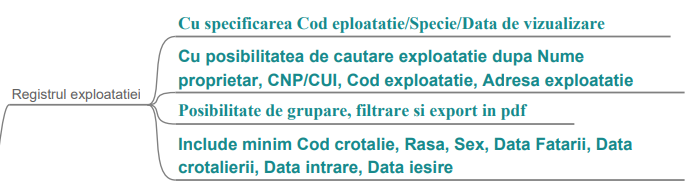 Cu specificarea Cod eploatatie/Specie/Data de vizualizare
Cu posibilitatea de cautare exploatatie dupa Nume
proprietar, CNP/CUI, Cod exploatatie, Adresa exploatatie
Registrul exploatatiei
Posibilitate de grupare, filtrare si export in pdf
Include minim Cod crotalie, Rasa, Sex, Data Fatarii, Data
crotalierii, Data intrare, Data iesire